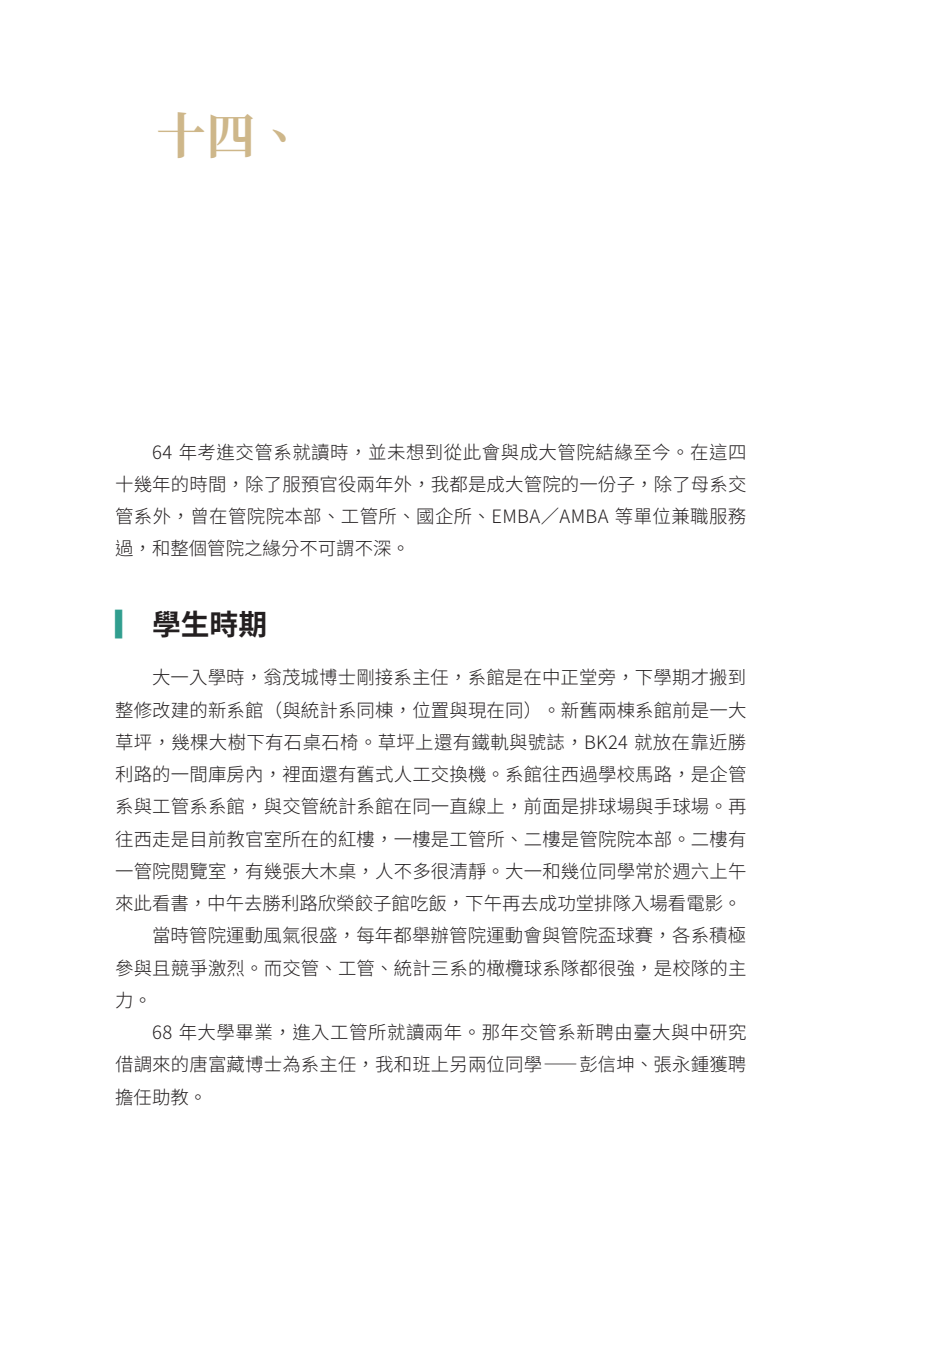 十四、
64 年考進交管系就讀時，並未想到從此會與成大管院結緣至今。在這四
十幾年的時間，除了服預官役兩年外，我都是成大管院的一份子，除了母系交
管系外，曾在管院院本部、工管所、國企所、EMBA／AMBA 等單位兼職服務
過，和整個管院之緣分不可謂不深。
學生時期
大一入學時，翁茂城博士剛接系主任，系館是在中正堂旁，下學期才搬到
整修改建的新系館（與統計系同棟，位置與現在同）。新舊兩棟系館前是一大
草坪，幾棵大樹下有石桌石椅。草坪上還有鐵軌與號誌，BK24 就放在靠近勝
利路的一間庫房內，裡面還有舊式人工交換機。系館往西過學校馬路，是企管
系與工管系系館，與交管統計系館在同一直線上，前面是排球場與手球場。再
往西走是目前教官室所在的紅樓，一樓是工管所、二樓是管院院本部。二樓有
一管院閱覽室，有幾張大木桌，人不多很清靜。大一和幾位同學常於週六上午
來此看書，中午去勝利路欣榮餃子館吃飯，下午再去成功堂排隊入場看電影。
當時管院運動風氣很盛，每年都舉辦管院運動會與管院盃球賽，各系積極
參與且競爭激烈。而交管、工管、統計三系的橄欖球系隊都很強，是校隊的主
力。
68 年大學畢業，進入工管所就讀兩年。那年交管系新聘由臺大與中研究
借調來的唐富藏博士為系主任，我和班上另兩位同學——彭信坤、張永鍾獲聘
擔任助教。